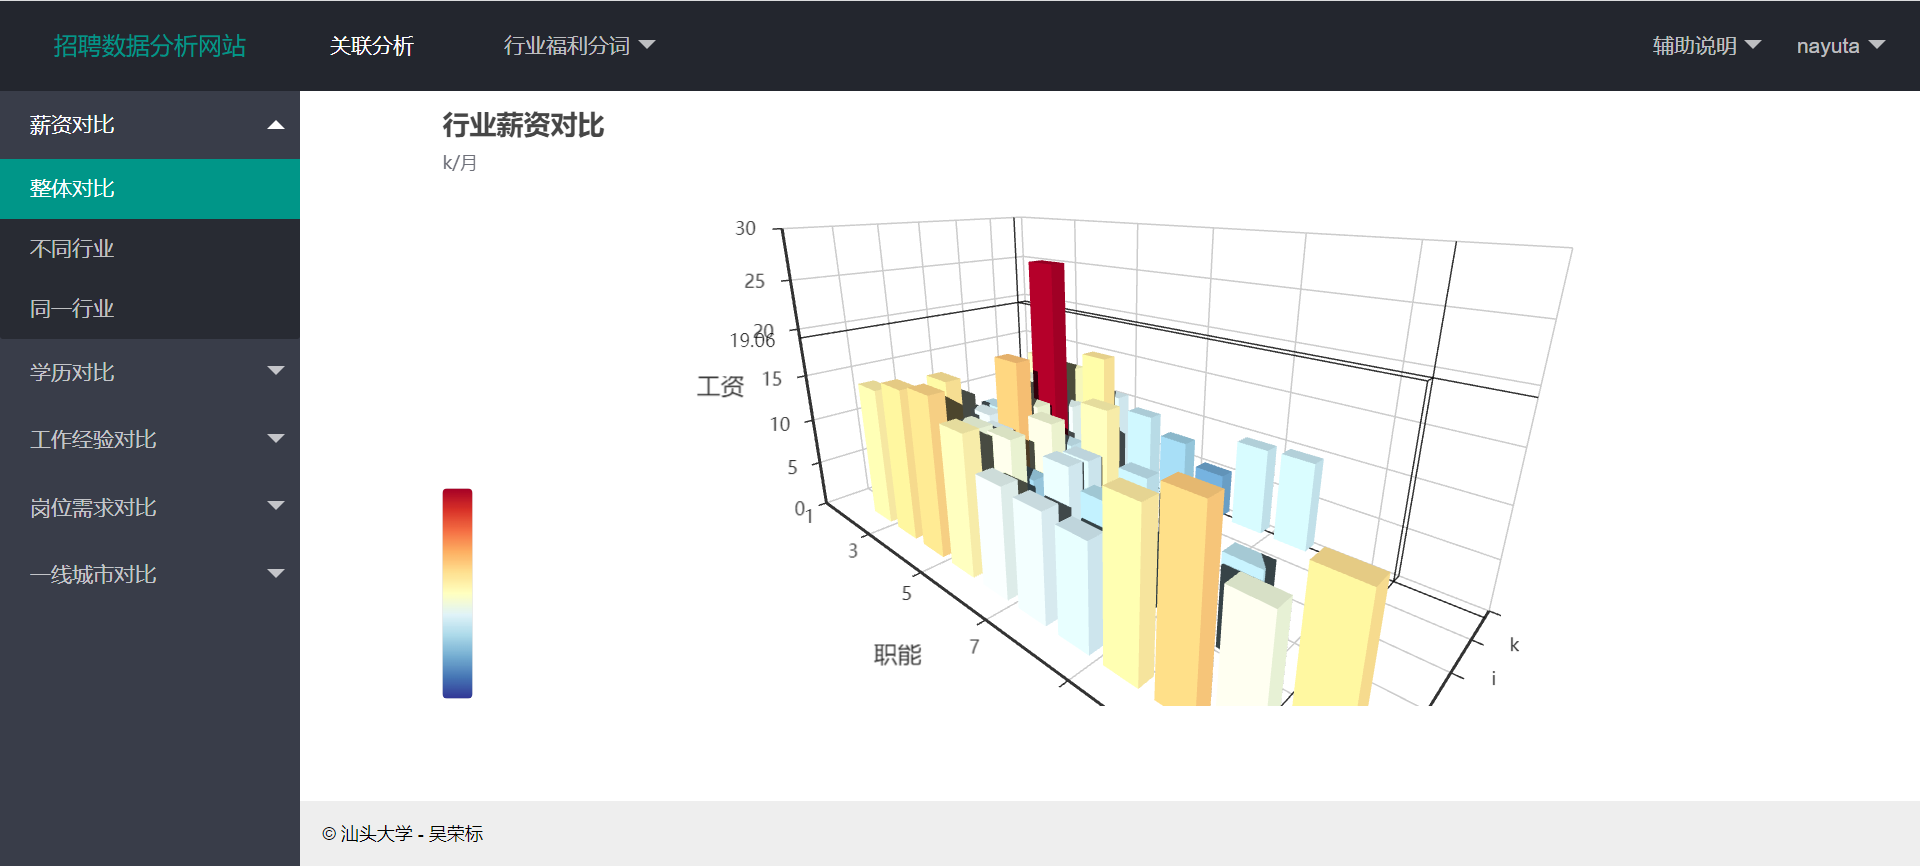 招聘数据分析网站
关联分析
行业福利分词
辅助说明
nayuta
薪资对比
整体对比
不同行业
同一行业
学历对比
工作经验对比
岗位需求对比
一线城市对比
行业薪资对比
k/月
30
25
20
19.06
15
10
5
0
工资
1
3
5
7
职能
k
i
© 汕头大学 - 吴荣标